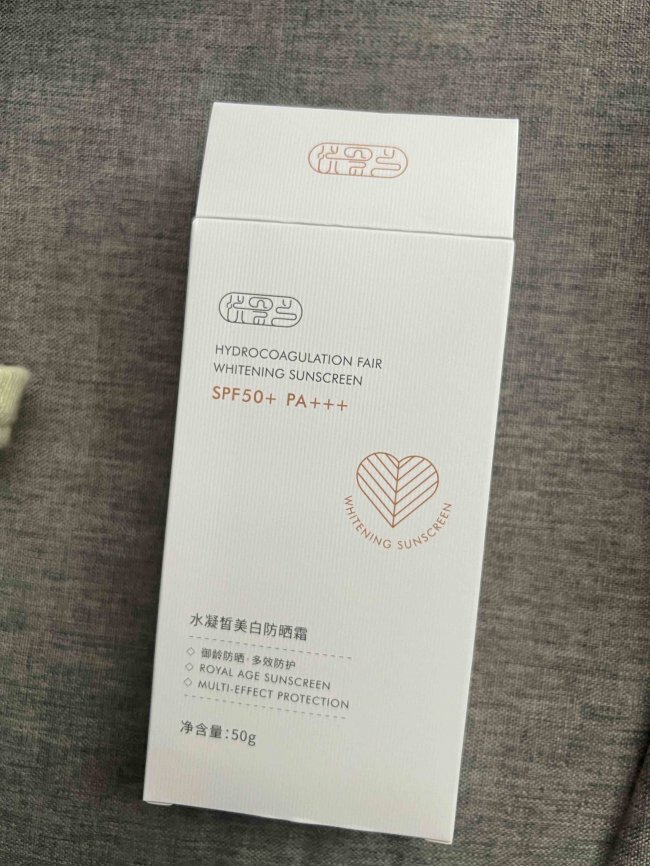 HYDROCOAGULATION FAIR
WHITENING SUNSCREEN
SPF50+ PA+++
WHITENING SUNSCREEN
水凝皙美白防晒霜
◇ 御龄防晒·多效防护
◇ ROYAL AGE SUNSCREEN
◇ MULTI-EFFECT PROTECTION
净含量：50g